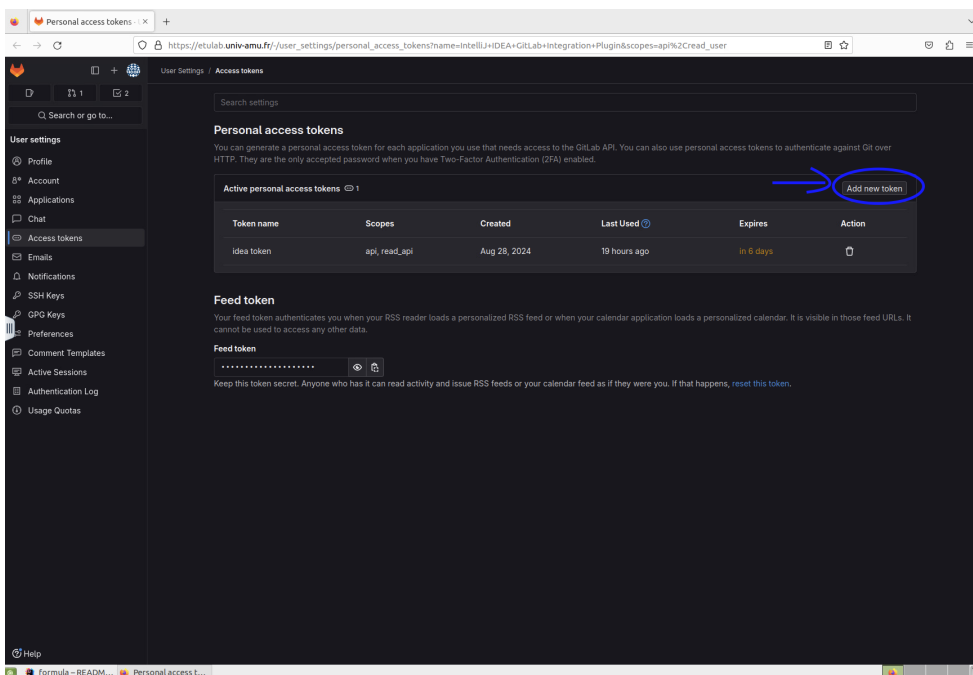 Personal access tokens -
https://etulab.univ-amu.fr/-/user_settings/personal_access_tokens?name=IntelliJ+IDEA+GitLab+Integration+Plugin&scopes=api%2Cread_user
User Settings / Access tokens
1
2
Search or go to...
User settings
Profile
Account
Applications
Chat
Access tokens
Emails
Notifications
SSH Keys
GPG Keys
Preferences
Comment Templates
Active Sessions
Authentication Log
Usage Quotas
Help
Search settings
Personal access tokens
You can generate a personal access token for each application you use that needs access to the GitLab API. You can also use personal access tokens to authenticate against Git over
HTTP. They are the only accepted password when you have Two-Factor Authentication (2FA) enabled.
Active personal access tokens 1
Add new token
Token name Scopes Created Last Used Expires Action
idea token api, read_api Aug 28, 2024 19 hours ago in 6 days
Feed token
Your feed token authenticates you when your RSS reader loads a personalized RSS feed or when your calendar application loads a personalized calendar. It is visible in those feed URLs. It
cannot be used to access any other data.
Feed token
Keep this token secret. Anyone who has it can read activity and issue RSS feeds or your calendar feed as if they were you. If that happens, reset this token.
formula – READM...
Personal access t...